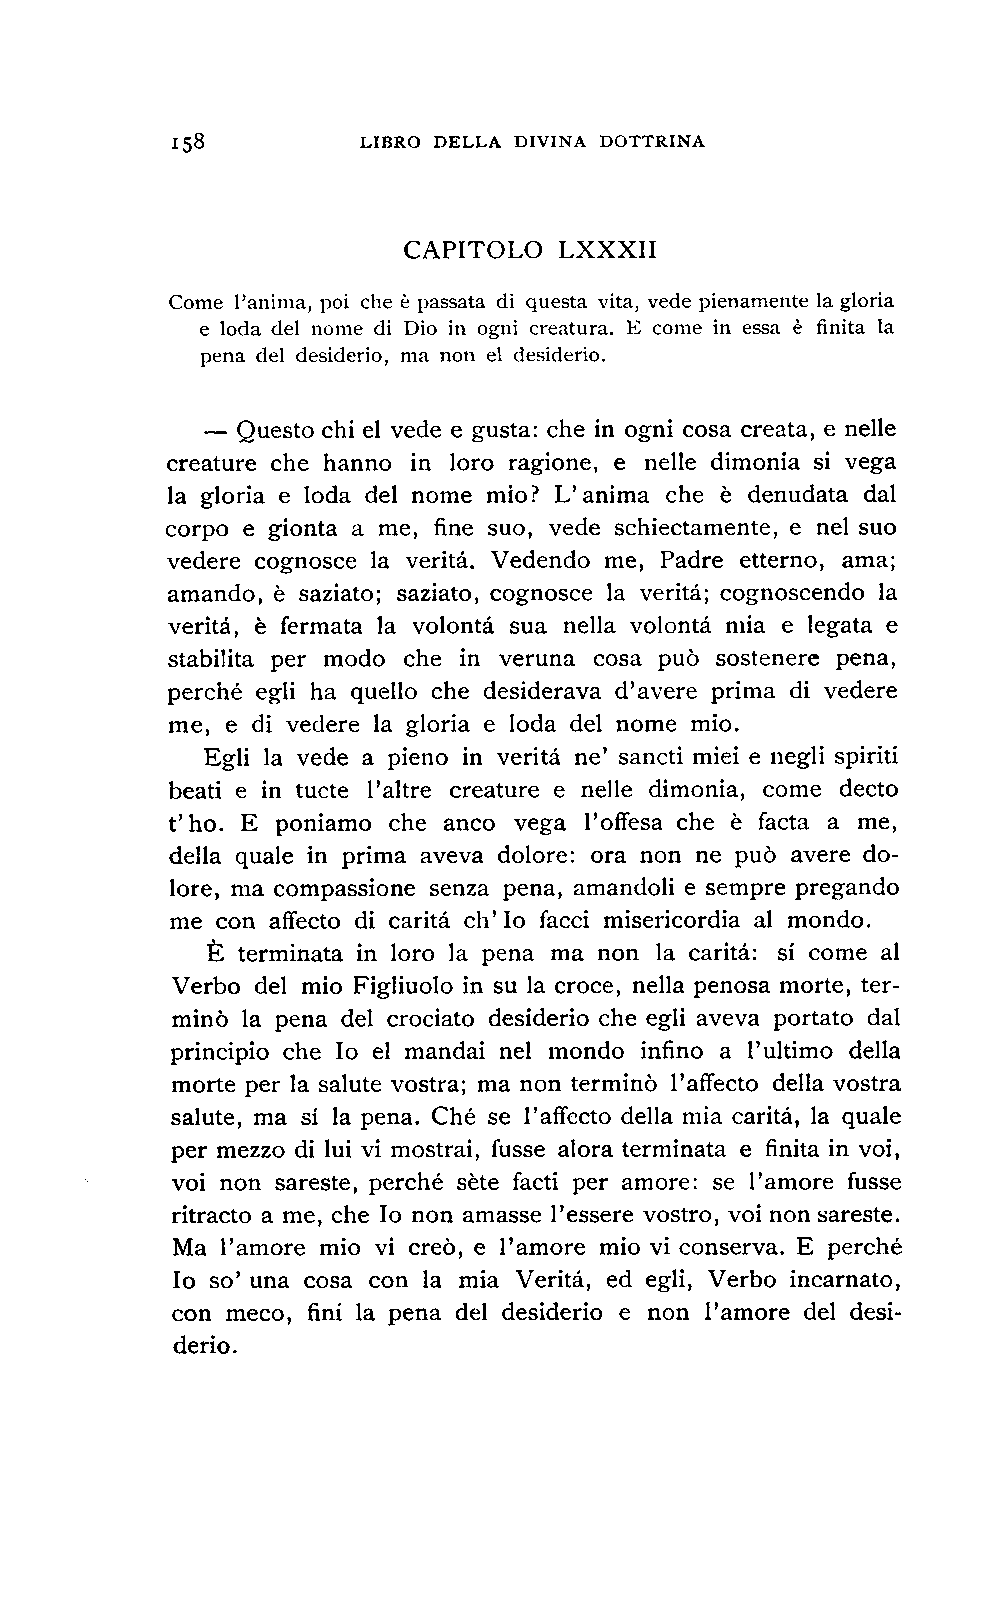 158 LIBRO DELLA DIVINA DOTTRINA
CAPITOLO LXXXII
Come l'anima, poi che è passata di questa vita, vede pienamente la gloria
e loda del nome di Dio in ogni creatura. E come in essa è finita la
pena del desiderio, ma non el desiderio.
— Questo chi el vede e gusta: che in ogni cosa creata, e nelle
creature che hanno in loro ragione, e nelle dimonia si vega
la gloria e loda del nome mio? L'anima che è denudata dal
corpo e gionta a me, fine suo, vede schiectamente, e nel suo
vedere cognosce la veritá. Vedendo me, Padre etterno, ama;
amando, è saziato; saziato, cognosce la veritá; cognoscendo la
veritá, è fermata la volontá sua nella volontá mia e legata e
stabilita per modo che in veruna cosa può sostenere pena,
perché egli ha quello che desiderava d'avere prima di vedere
me, e di vedere la gloria e loda del nome mio.
Egli la vede a pieno in veritá ne' sancti miei e negli spiriti
beati e in tucte l'altre creature e nelle dimonia, come decto
t'ho. E poniamo che anco vega l'offesa che è facta a me,
della quale in prima aveva dolore: ora non ne può avere do-
lore, ma compassione senza pena, amandoli e sempre pregando
me con affecto di caritá ch'Io facci misericordia al mondo.
È terminata in loro la pena ma non la caritá: sí come al
Verbo del mio Figliuolo in su la croce, nella penosa morte, ter-
minò la pena del crociato desiderio che egli aveva portato dal
principio che Io el mandai nel mondo infino a l'ultimo della
morte per la salute vostra; ma non terminò l'affecto della vostra
salute, ma sí la pena. Ché se l'affecto della mia caritá, la quale
per mezzo di lui vi mostrai, fusse alora terminata e finita in voi,
voi non sareste, perché sète facti per amore: se l'amore fusse
ritracto a me, che Io non amasse l'essere vostro, voi non sareste.
Ma l'amore mio vi creò, e l'amore mio vi conserva. E perché
Io so' una cosa con la mia Veritá, ed egli, Verbo incarnato,
con meco, finí la pena del desiderio e non l'amore del desi-
derio.